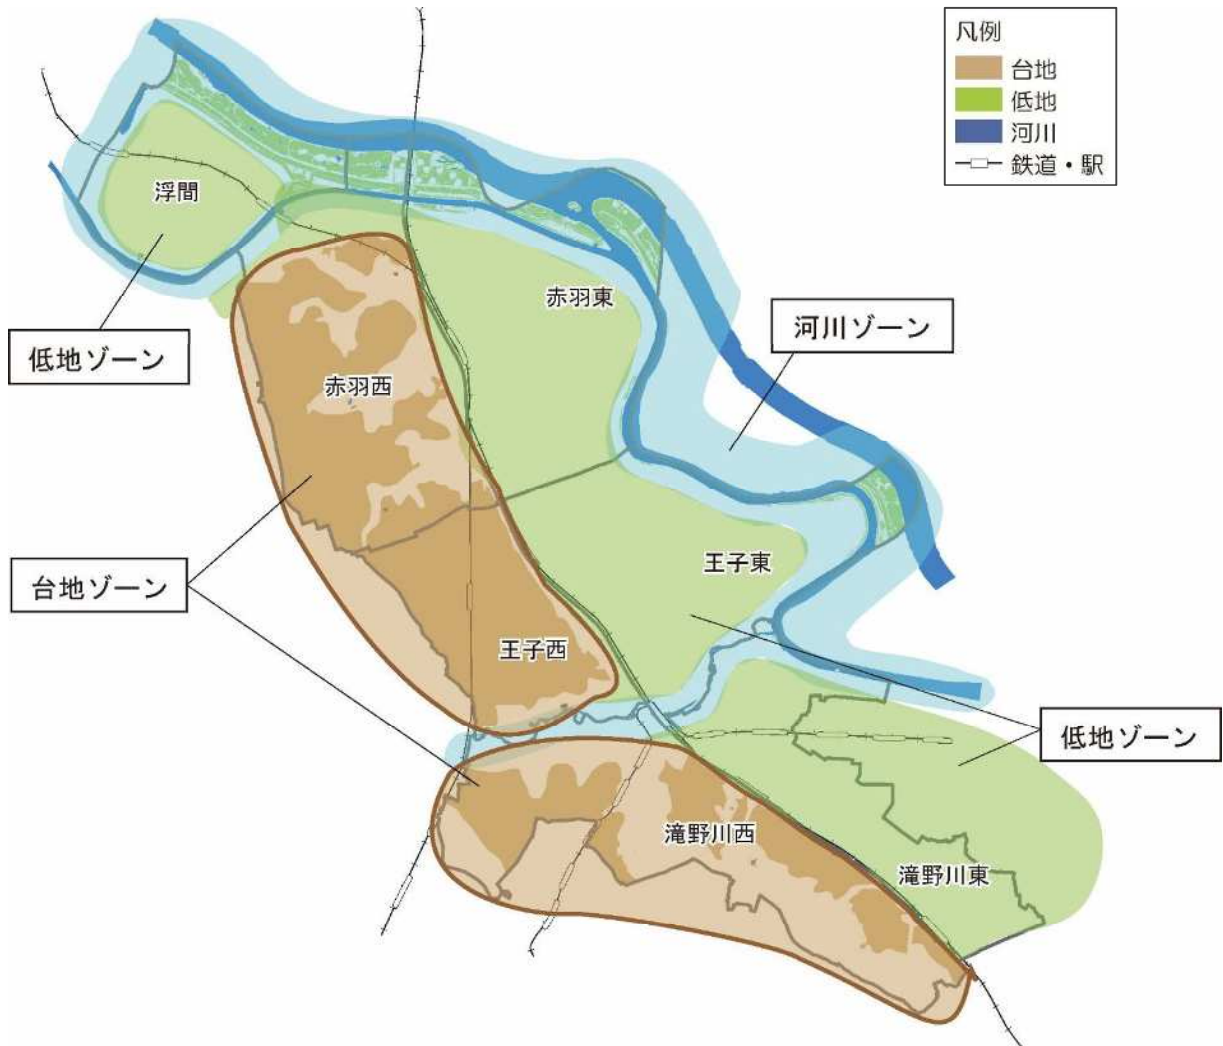 凡例
台地
低地
河川
鉄道・駅
浮間
赤羽東
河川ゾーン
低地ゾーン
赤羽西
王子東
台地ゾーン
王子西
低地ゾーン
滝野川西
滝野川東